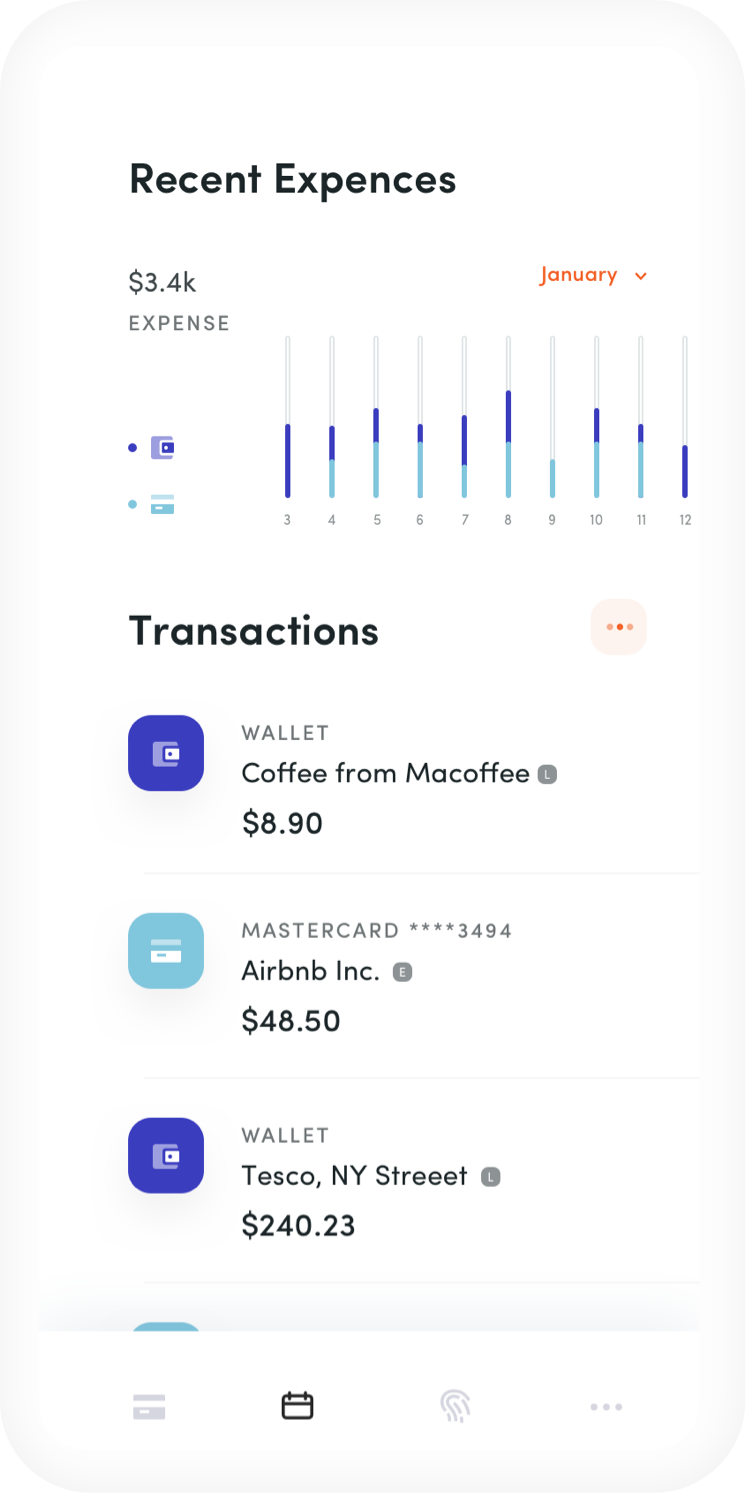 Recent Expences
$3.4k
January
EXPENSE
3 4 5 6 7 8 9 10 11 12
Transactions
WALLET
Coffee from Macoffee L
$8.90
MASTERCARD ****3494
Airbnb Inc. E
$48.50
WALLET
Tesco, NY Streeet L
$240.23